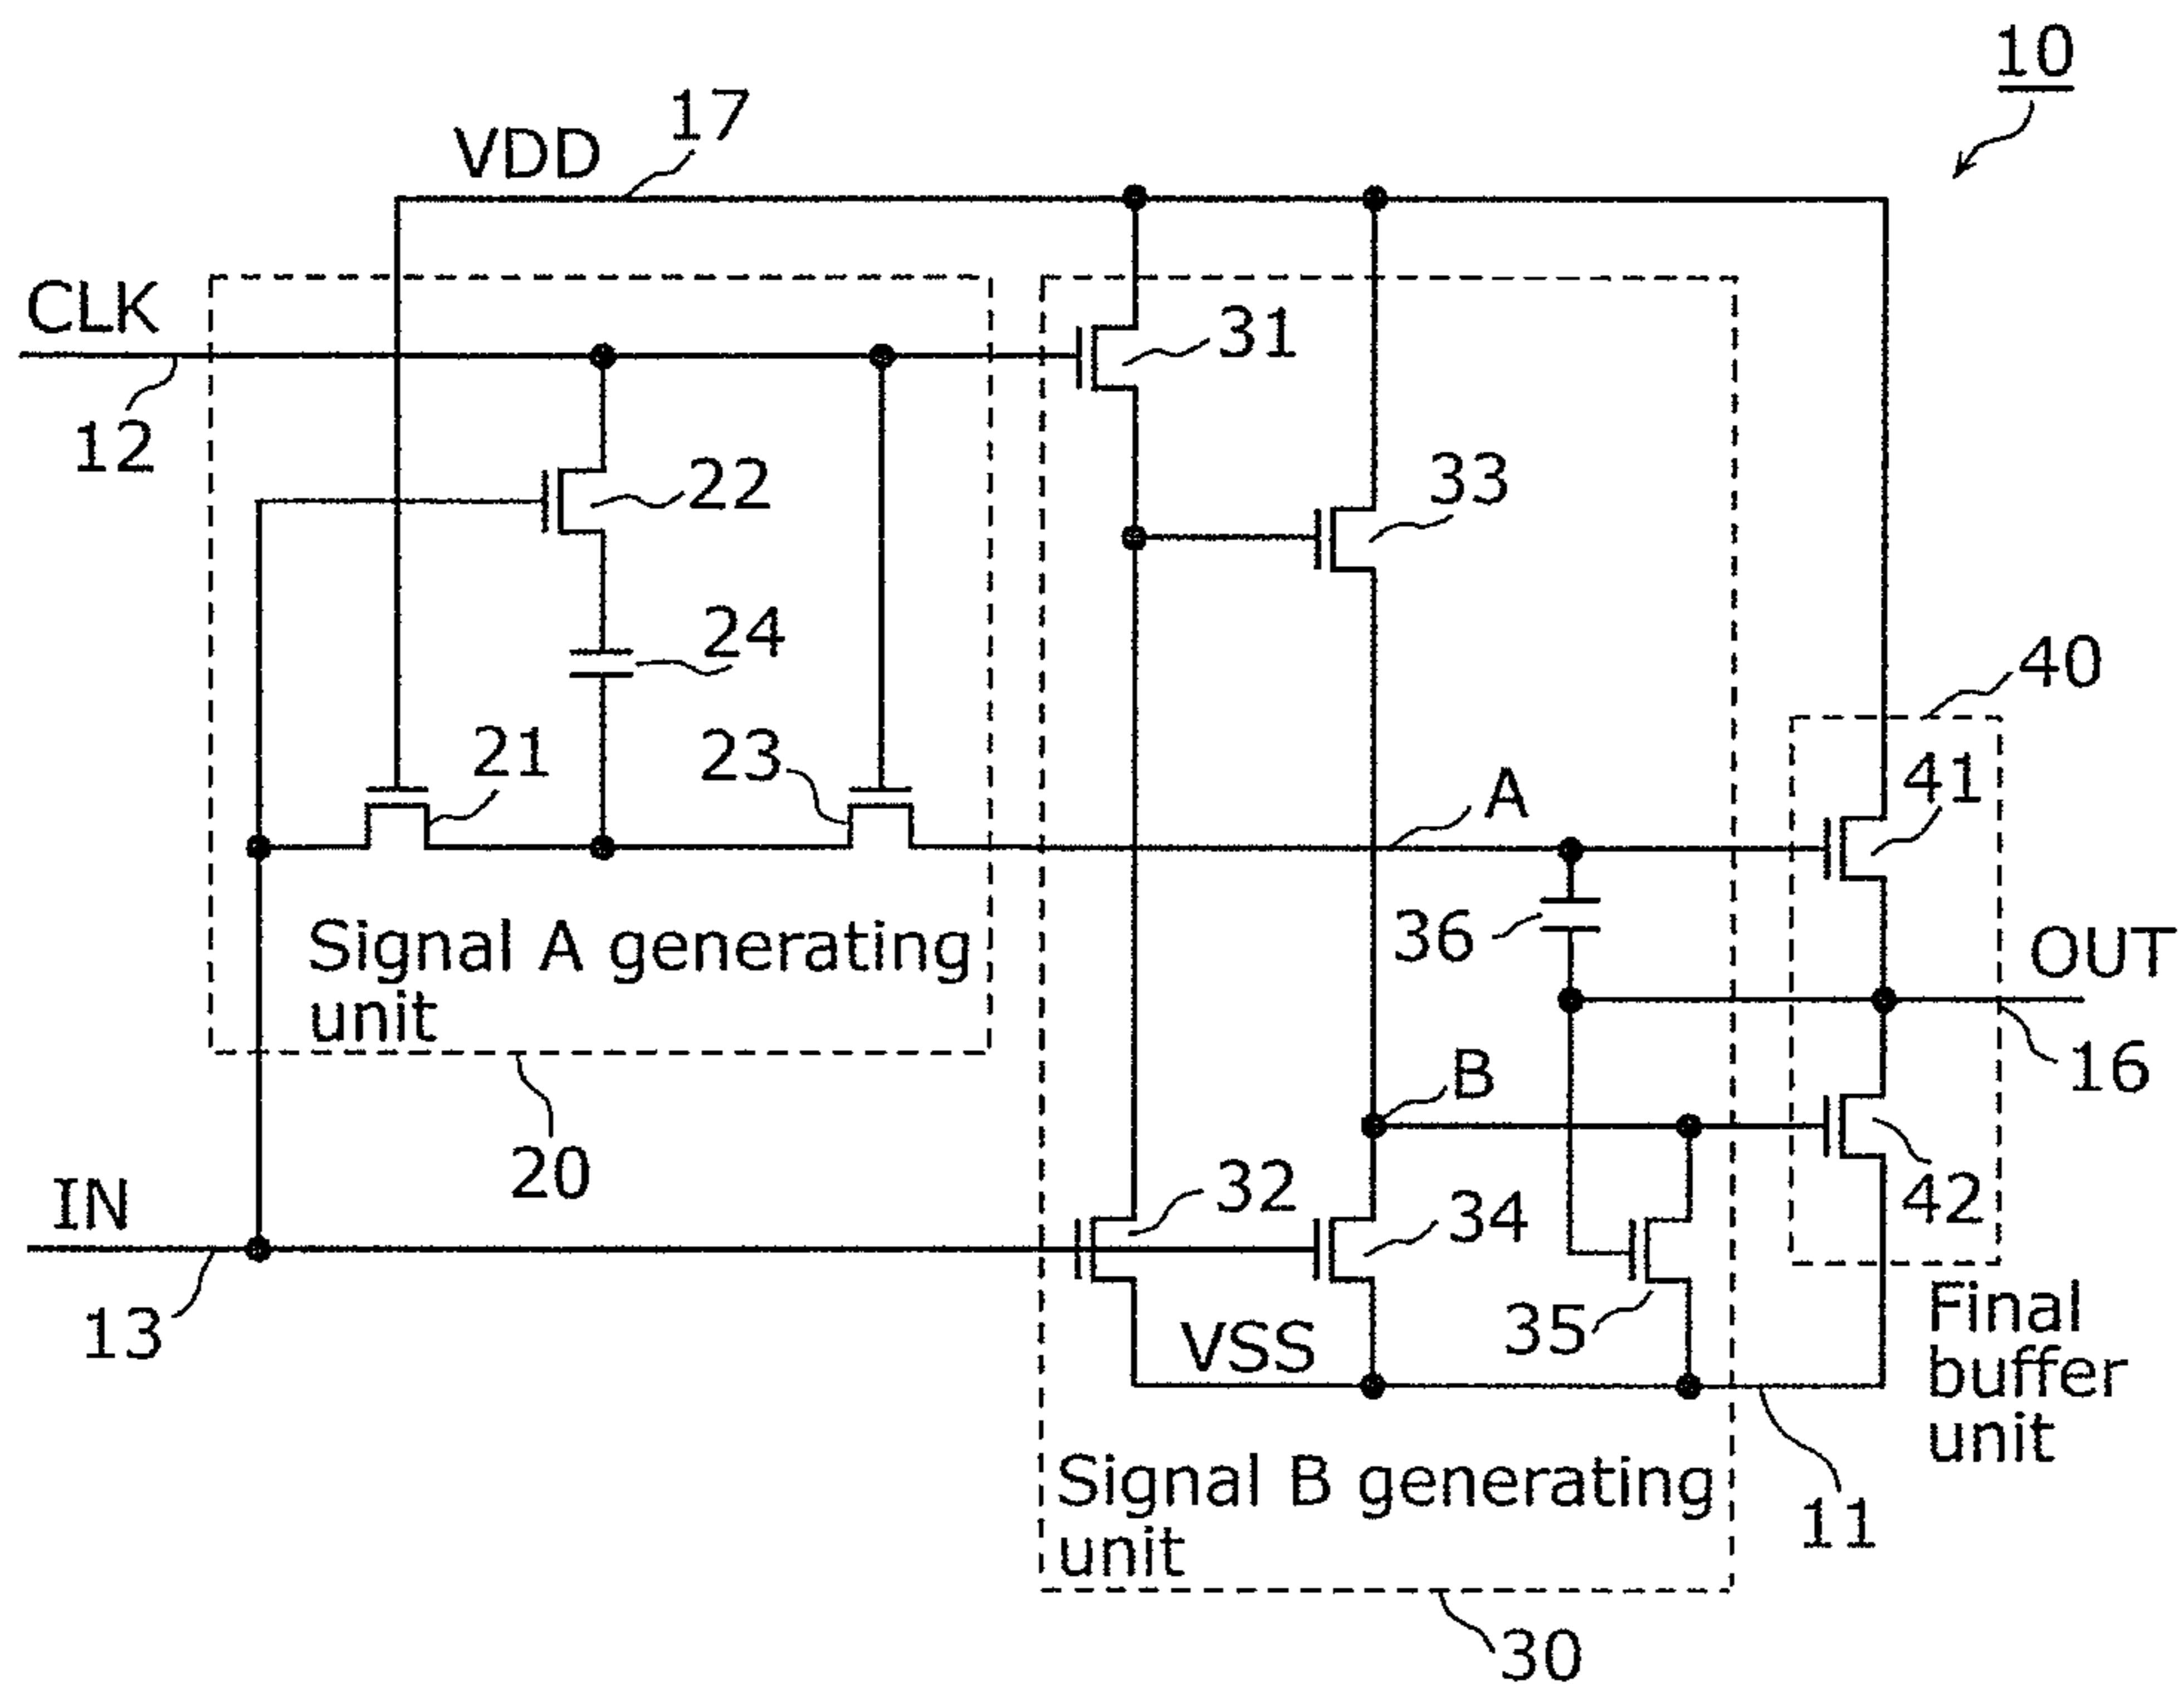 10
17
VDD
CLK
31
12
22
33
24
40
21
23
A
41
36
OUT
Signal A generating
unit
16
B
20
IN
32
34
42
13
35
VSS
Final
buffer
unit
Signal B generating
unit
11
30